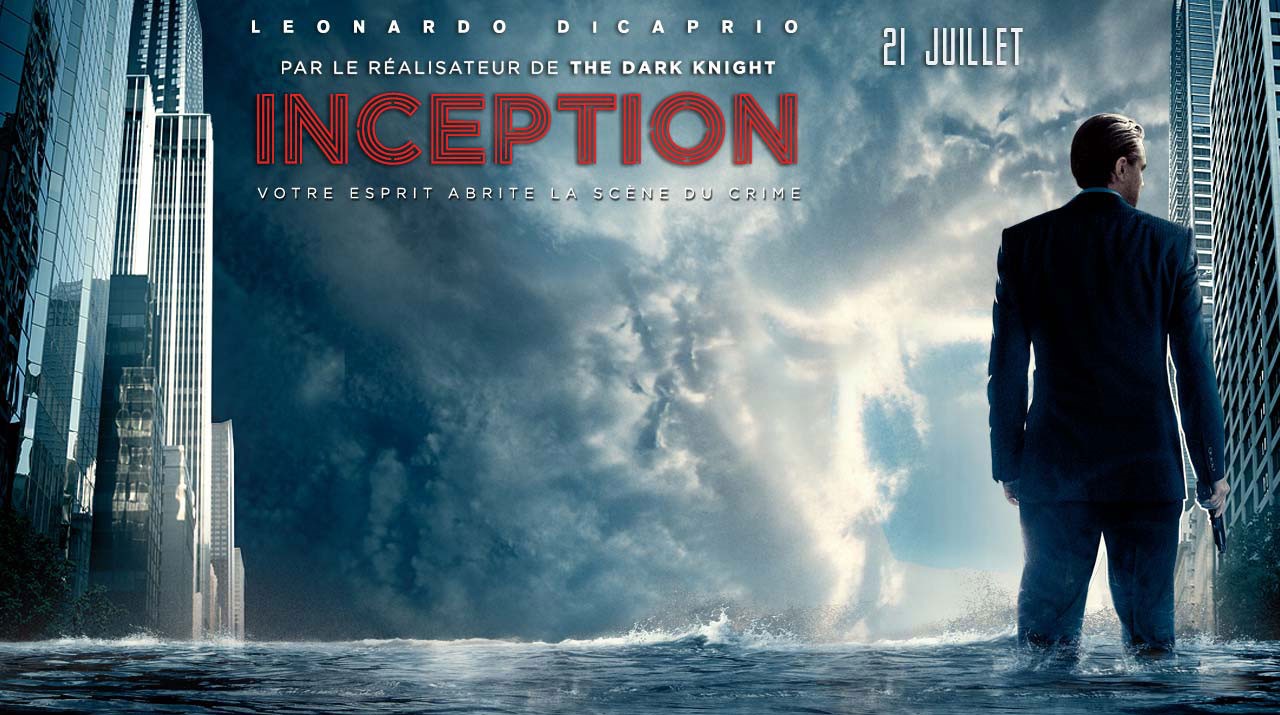 LEONARDO DiCAPRIO
PAR LE RÉALISATEUR DE THE DARK KNIGHT
INCEPTION
VOTRE ESPRIT ABRITE LA SCÈNE DU CRIME
21 JUILLET